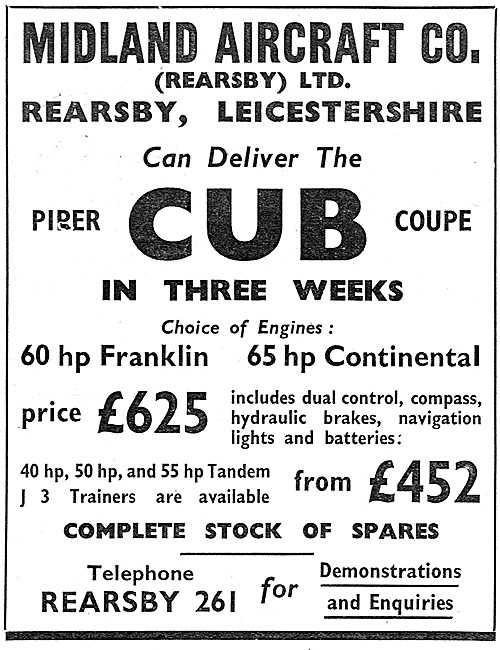 MIDLAND AIRCRAFT CO.
(REARSBY) LTD.
REARSBY, LEICESTERSHIRE
Can Deliver The
PIPER CUB COUPE
IN THREE WEEKS
Choice of Engines :
60 hp Franklin 65 hp Continental
price £625
includes dual control, compass,
hydraulic brakes, navigation
lights and batteries:
40 hp, 50 hp, and 55 hp Tandem
J 3 Trainers are available
from £452
COMPLETE STOCK OF SPARES
Telephone
REARSBY 261
for
Demonstrations
and Enquiries